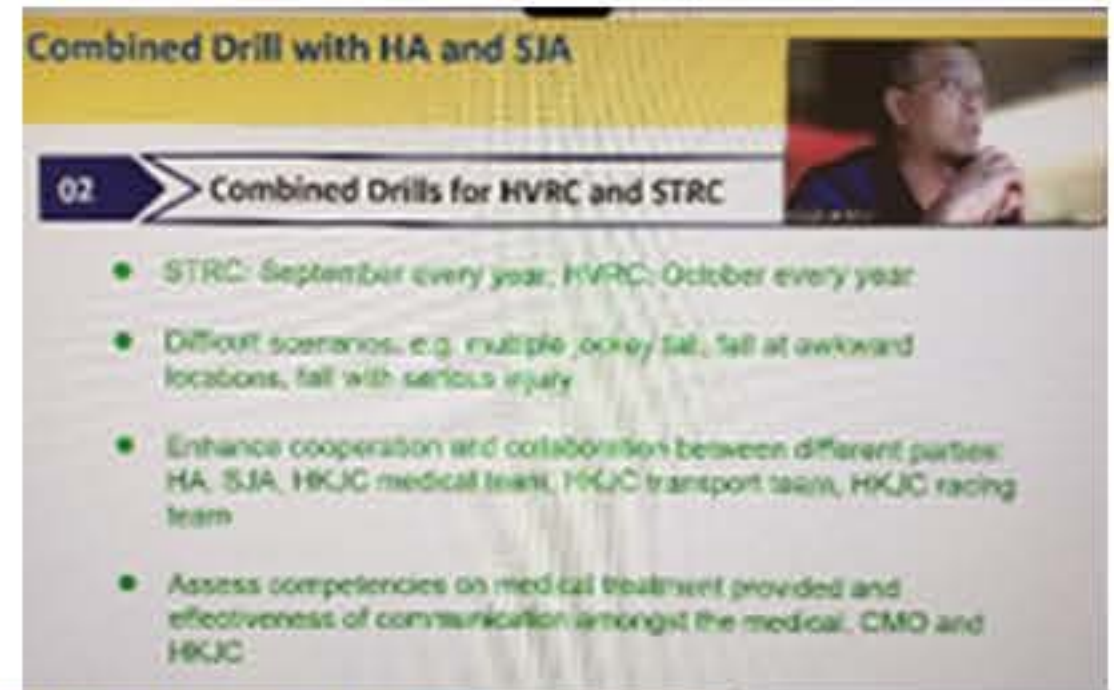 Combined Drill with HA and SJA
02
Combined Drills for HVRC and STRC
STRC: September every year; HVRC: October every year
Difficult scenarios, e.g. multiple jockey fall, fall at awkward
locations, fall with serious injury
Enhance cooperation and collaboration between different parties:
HA, SJA, HKJC medical team, HKJC transport team, HKJC racing
team
Assess competencies on medical treatment provided and
effectiveness of communication amongst the medical, CMO and
HKJC